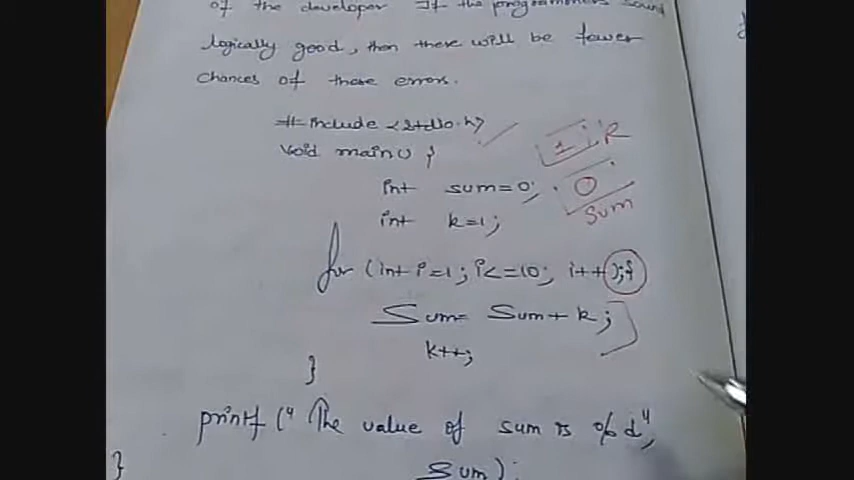 of the developer If the programmers sound
logically good, then there will be fewer
chances of these errors.
#include <stdio.h>
void main() {
int sum=0;
int k=1;
1 k
0
Sum
for (int i=1; i<=10; i++);{
Sum= Sum+k;
k++;
}
printf ("The value of sum is %d",
Sum);
}